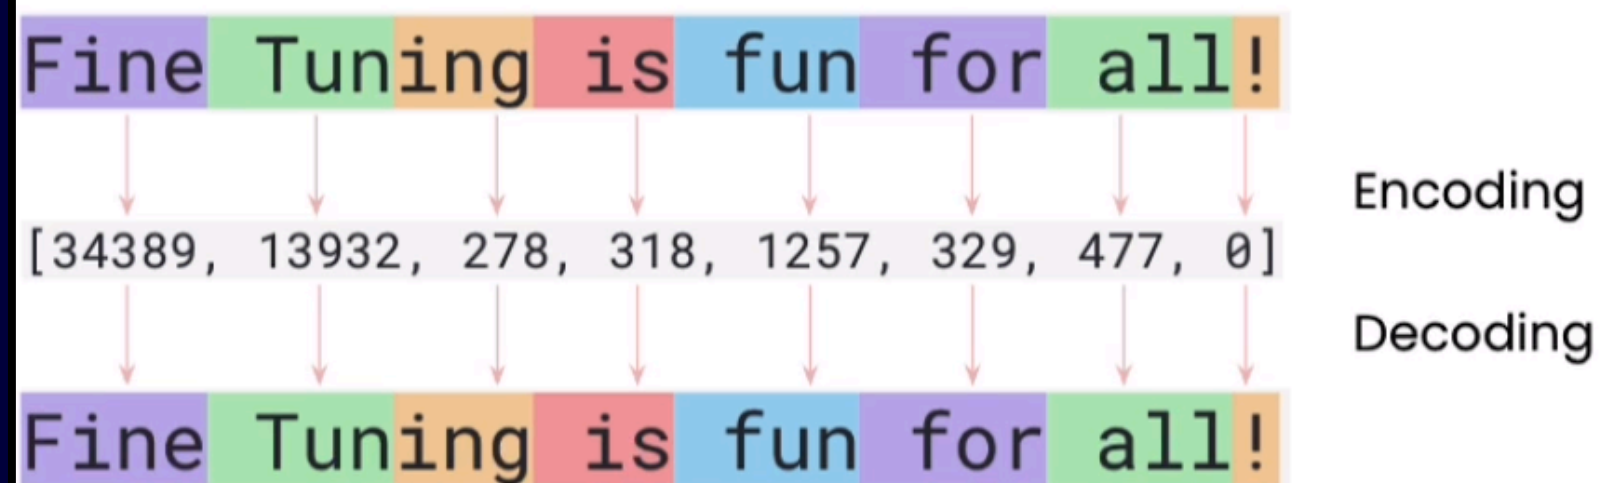 Fine Tuning is fun for all!
Encoding
[34389, 13932, 278, 318, 1257, 329, 477, 0]
Decoding
Fine Tuning is fun for all!